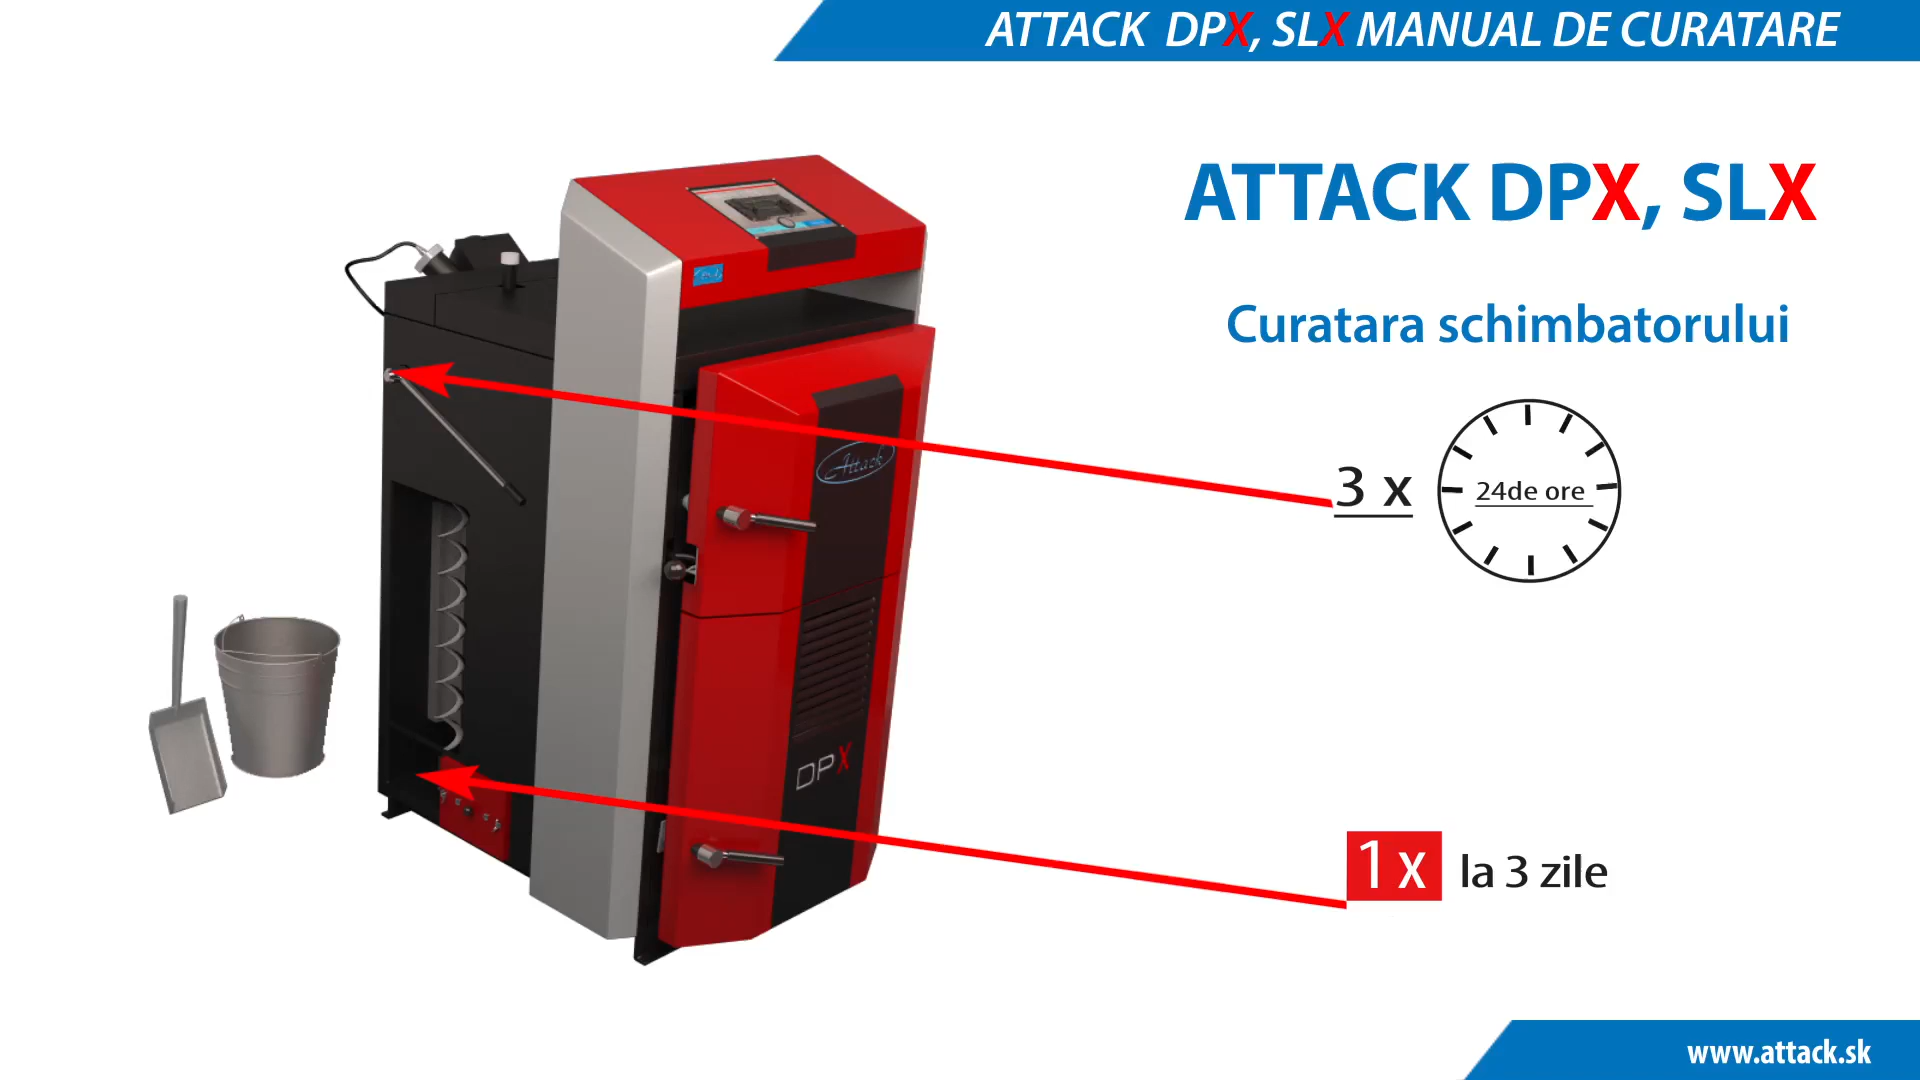 ATTACK DPX, SLX MANUAL DE CURATARE
ATTACK DPX, SLX
Curatara schimbatorului
3 x
24de ore
Attack
DPX
1 x la 3 zile
www.attack.sk